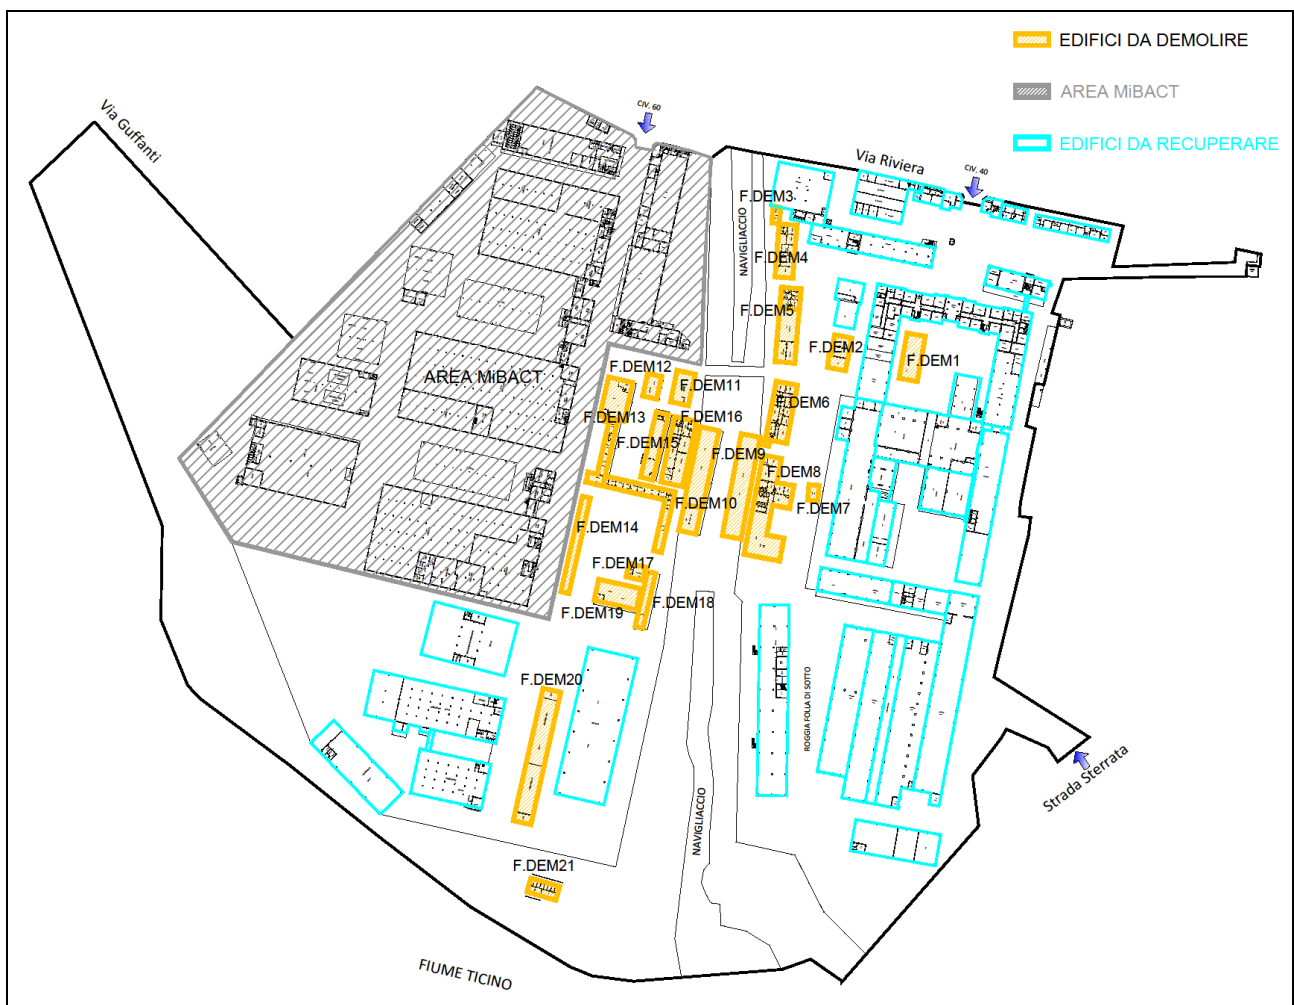 EDIFICI DA DEMOLIRE
AREA MiBACT
EDIFICI DA RECUPERARE
Via Guffanti
CIV. 60
Via Riviera
CIV. 40
NAVIGLIACCIO
F.DEM3
F.DEM4
F.DEM5
F.DEM2
F.DEM1
F.DEM12
F.DEM11
AREA MiBACT
F.DEM6
F.DEM13
F.DEM16
F.DEM15
F.DEM9
F.DEM8
F.DEM10
F.DEM7
F.DEM14
F.DEM17
F.DEM19
F.DEM18
F.DEM20
ROGGIA FOLLA DI SOTTO
Strada Sterrata
NAVIGLIACCIO
F.DEM21
FIUME TICINO